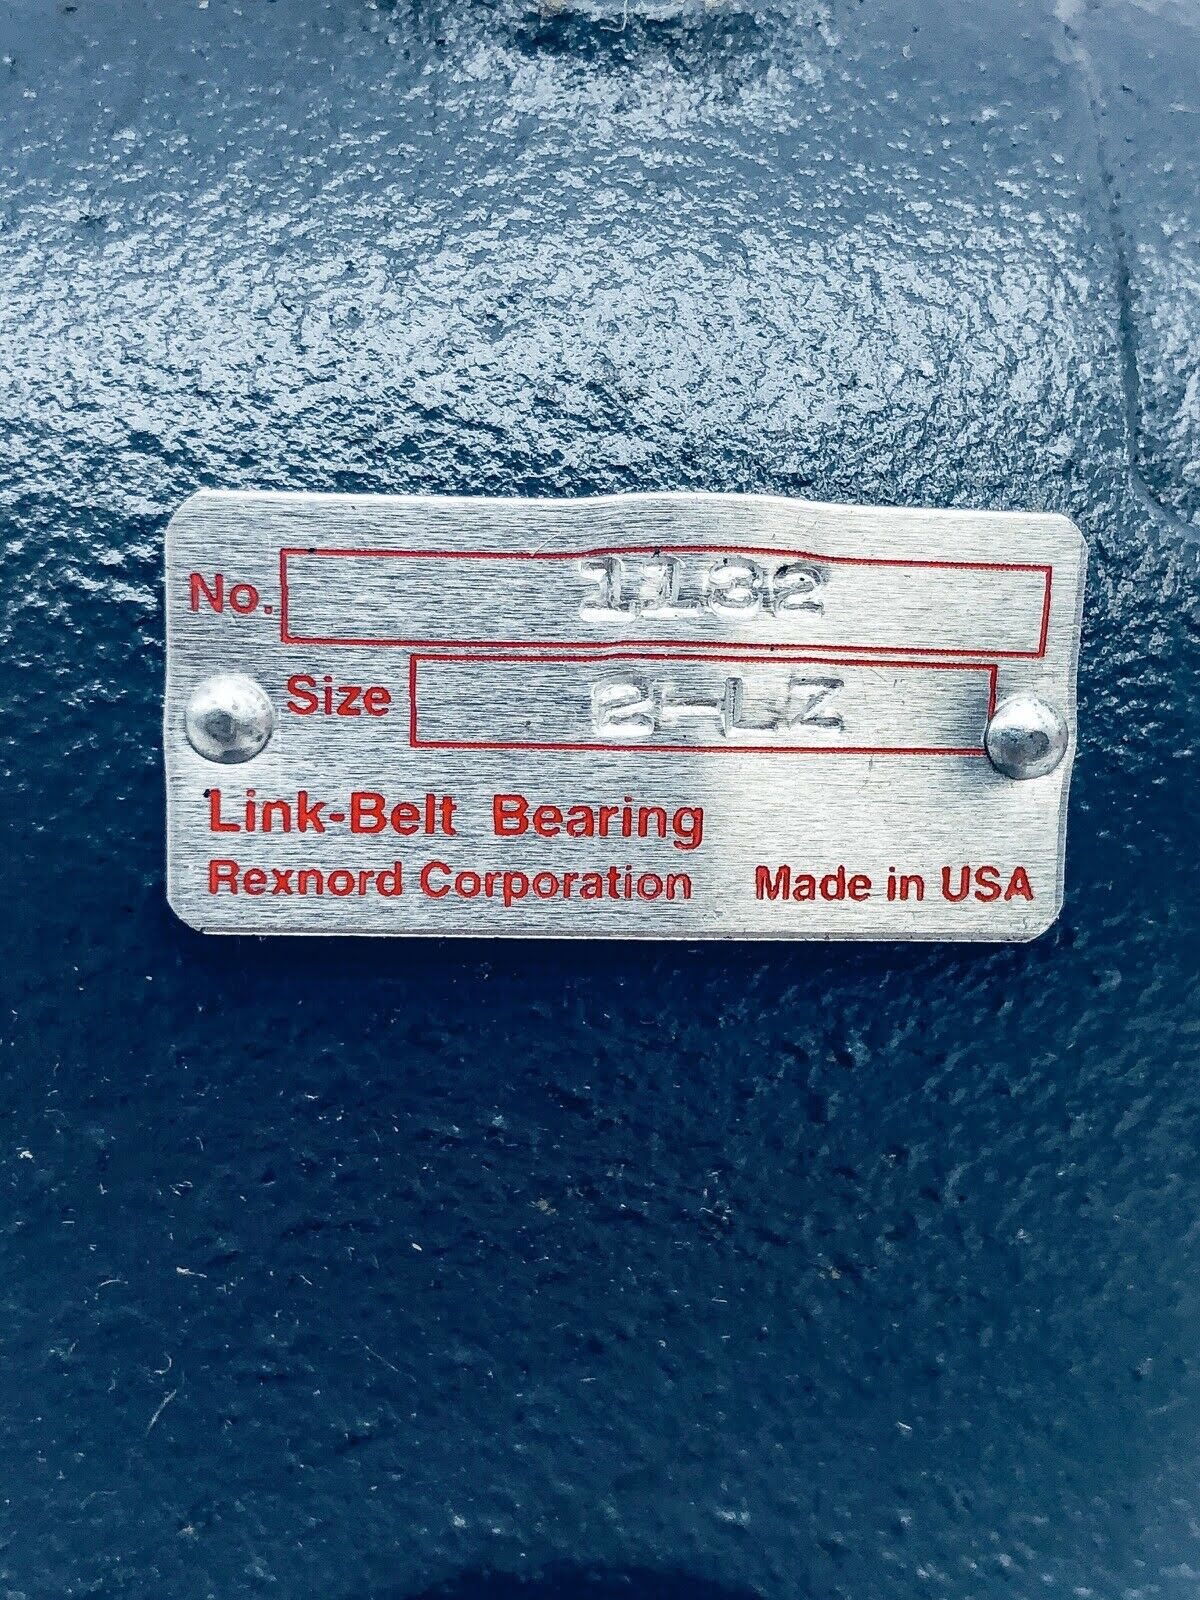 No. 1132
Size 2-LZ
Link-Belt Bearing
Rexnord Corporation Made in USA